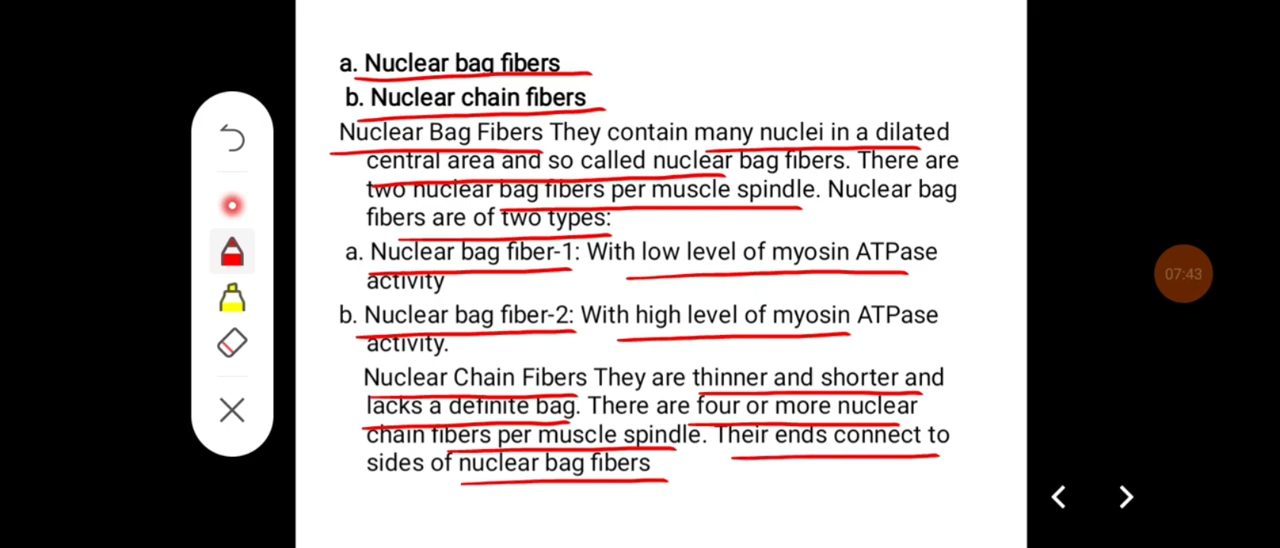 a. Nuclear bag fibers
b. Nuclear chain fibers
Nuclear Bag Fibers They contain many nuclei in a dilated
central area and so called nuclear bag fibers. There are
two nuclear bag fibers per muscle spindle. Nuclear bag
fibers are of two types:
a. Nuclear bag fiber-1: With low level of myosin ATPase
activity
b. Nuclear bag fiber-2: With high level of myosin ATPase
activity.
Nuclear Chain Fibers They are thinner and shorter and
lacks a definite bag. There are four or more nuclear
chain fibers per muscle spindle. Their ends connect to
sides of nuclear bag fibers
07:43